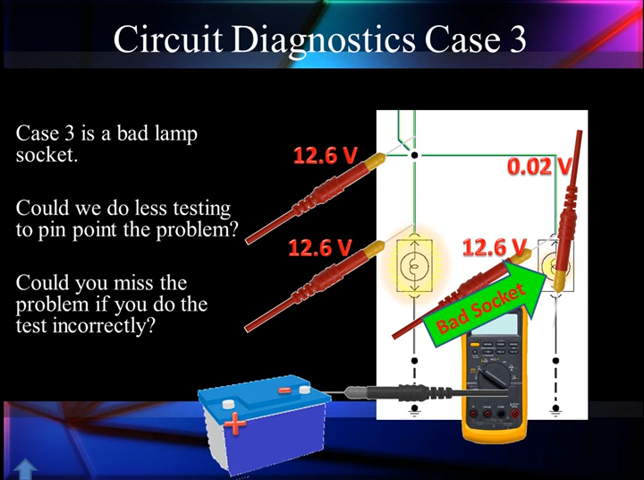 Circuit Diagnostics Case 3
Case 3 is a bad lamp
socket.
Could we do less testing
to pin point the problem?
Could you miss the
problem if you do the
test incorrectly?
12.6 V
0.02 V
12.6 V
12.6 V
Bad Socket